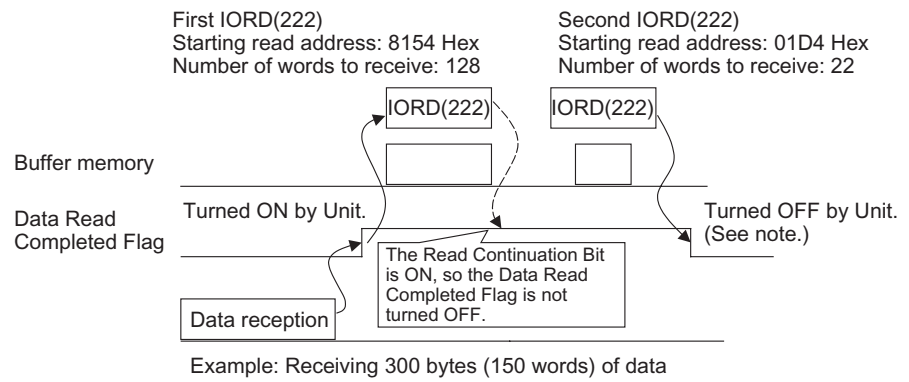 First IORD(222)
Starting read address: 8154 Hex
Number of words to receive: 128
Second IORD(222)
Starting read address: 01D4 Hex
Number of words to receive: 22
IORD(222)
IORD(222)
Buffer memory
Data Read
Completed Flag
Turned ON by Unit.
Turned OFF by Unit.
(See note.)
The Read Continuation Bit
is ON, so the Data Read
Completed Flag is not
turned OFF.
Data reception
Example: Receiving 300 bytes (150 words) of data